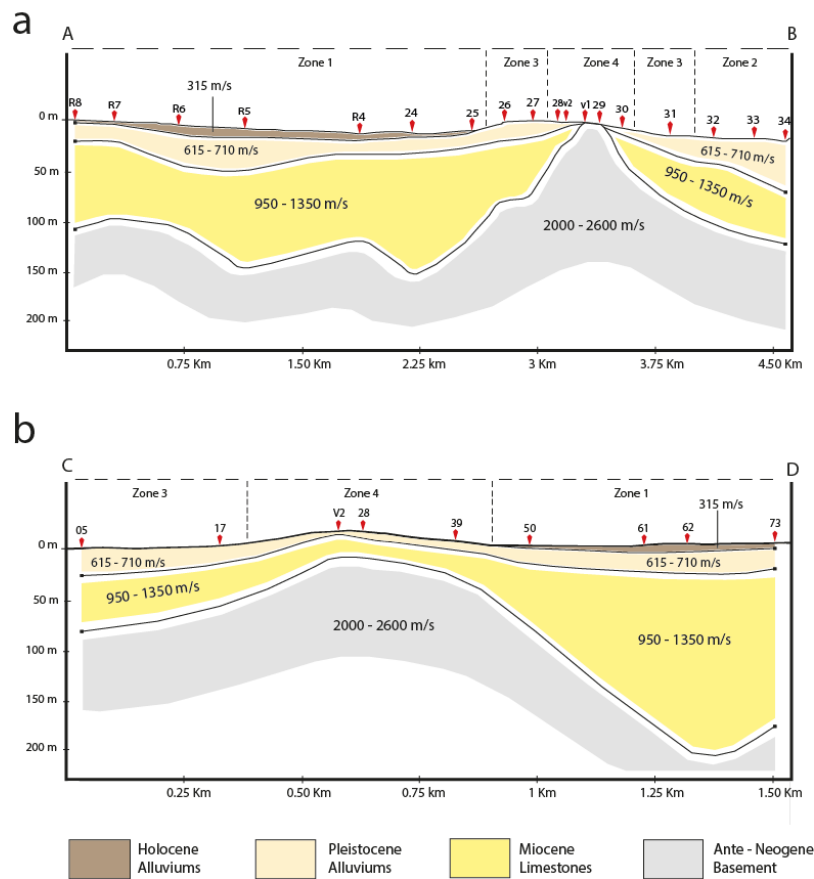 a
A
B
Zone 1
Zone 3
Zone 4
Zone 3
Zone 2
315 m/s
R8
R7
R6
R5
R4
24
25
26
27
28
v2
v1
29
30
31
32
33
34
0 m
50 m
100 m
150 m
200 m
615 - 710 m/s
950 - 1350 m/s
2000 - 2600 m/s
615 - 710 m/s
950 - 1350 m/s
0.75 Km
1.50 Km
2.25 Km
3 Km
3.75 Km
4.50 Km
b
C
D
Zone 3
Zone 4
Zone 1
315 m/s
05
17
V2
28
39
50
61
62
73
0 m
50 m
100 m
150 m
200 m
615 - 710 m/s
950 - 1350 m/s
2000 - 2600 m/s
615 - 710 m/s
950 - 1350 m/s
0.25 Km
0.50 Km
0.75 Km
1 Km
1.25 Km
1.50 Km
Holocene
Alluviums
Pleistocene
Alluviums
Miocene
Limestones
Ante - Neogene
Basement